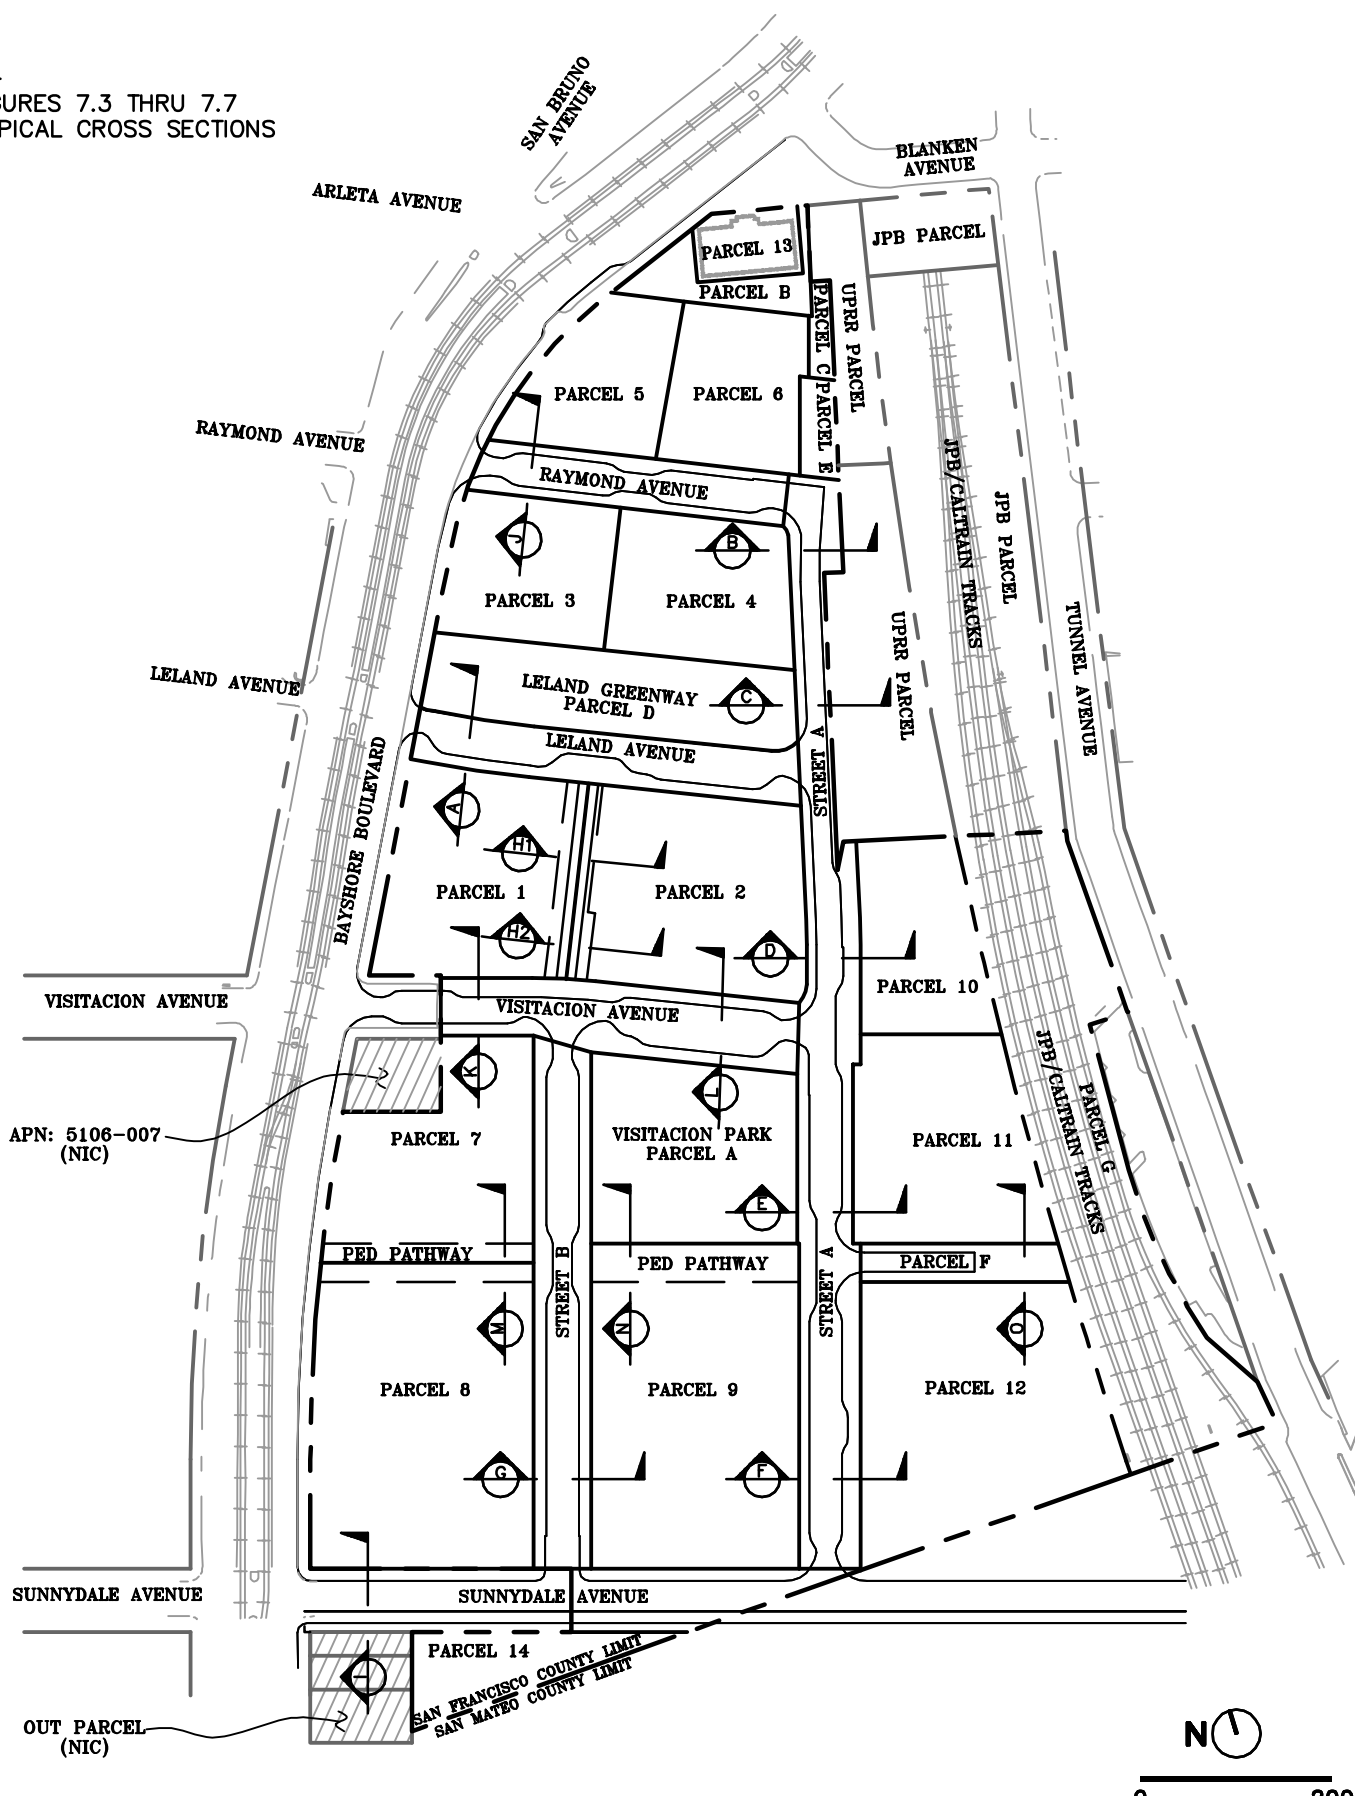 URES 7.3 THRU 7.7
PICAL CROSS SECTIONS
SAN BRUNO
AVENUE
BLANKEN
AVENUE
ARLETA AVENUE
JPB PARCEL
PARCEL 13
PARCEL B
PARCEL C
UPRR PARCEL
PARCEL 5
PARCEL 6
PARCEL E
RAYMOND AVENUE
RAYMOND AVENUE
JPB/CALTRAIN TRACKS
JPB PARCEL
J
B
PARCEL 3
PARCEL 4
UPRR PARCEL
TUNNEL AVENUE
LELAND AVENUE
LELAND GREENWAY
PARCEL D
C
LELAND AVENUE
STREET A
BAYSHORE BOULEVARD
A
H1
PARCEL 1
PARCEL 2
H2
D
PARCEL 10
VISITACION AVENUE
VISITACION AVENUE
JPB/CALTRAIN TRACKS
PARCEL G
K
L
APN: 5106-007
(NIC)
PARCEL 7
VISITACION PARK
PARCEL A
PARCEL 11
E
PED PATHWAY
PED PATHWAY
PARCEL F
STREET B
STREET A
M
N
O
PARCEL 8
PARCEL 9
PARCEL 12
G
F
SUNNYDALE AVENUE
SUNNYDALE AVENUE
PARCEL 14
I
SAN FRANCISCO COUNTY LIMIT
SAN MATEO COUNTY LIMIT
OUT PARCEL
(NIC)
N